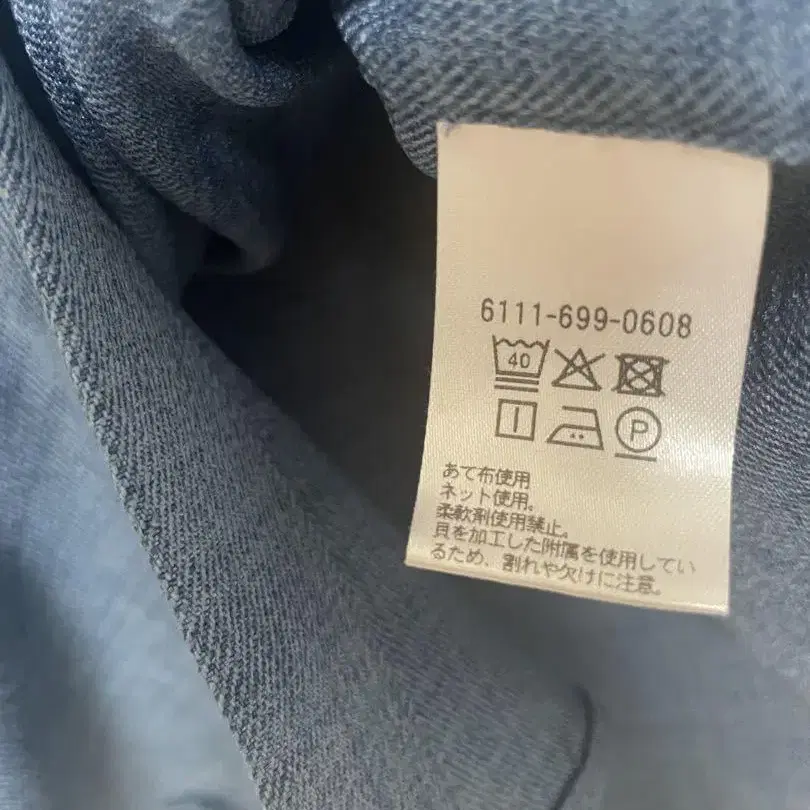 6111-699-0608
40
P
あて布使用
ネット使用。
柔軟剤使用禁止。
貝を加工した附属を使用してい
るため、割れや欠けに注意。